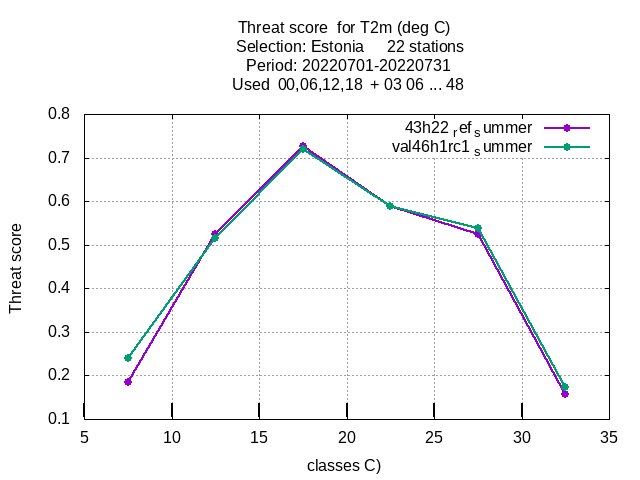 Threat score  for T2m (deg C)
Selection: Estonia     22 stations
Period: 20220701-20220731
Used  00,06,12,18  + 03 06 ... 48
43h22 refsummer
val46h1rc1 summer
0.8
0.7
0.6
0.5
0.4
0.3
0.2
0.1
Threat score
5 10 15 20 25 30 35
classes C)